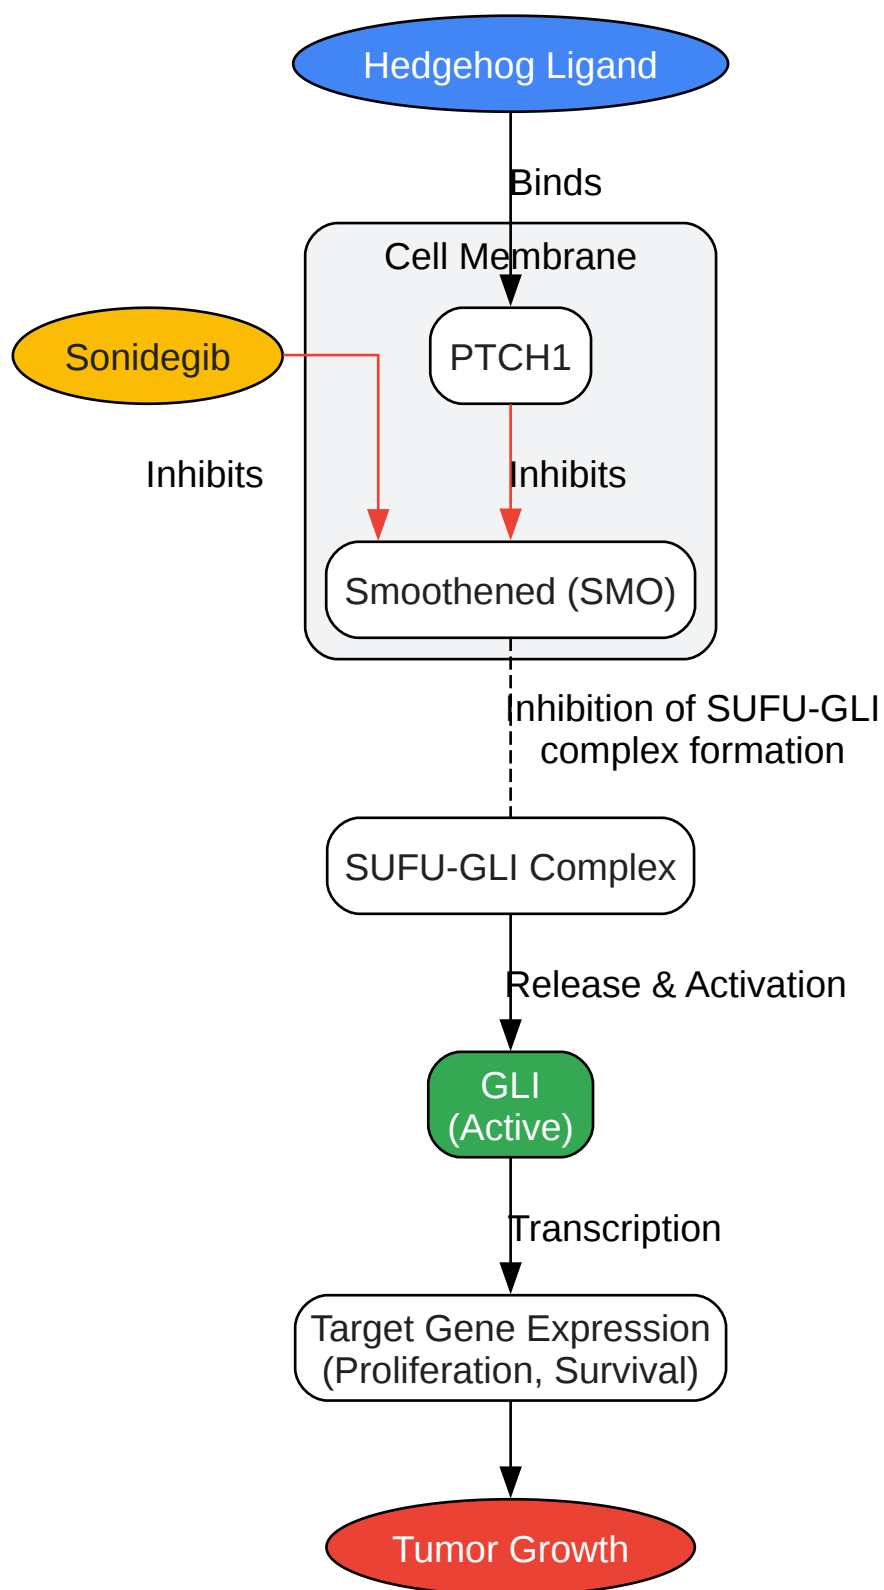 Hedgehog Ligand
Binds
Cell Membrane
Sonidegib
PTCH1
Inhibits
Inhibits
Smoothened (SMO)
Inhibition of SUFU-GLI
complex formation
SUFU-GLI Complex
Release & Activation
GLI
(Active)
Transcription
Target Gene Expression
(Proliferation, Survival)
Tumor Growth